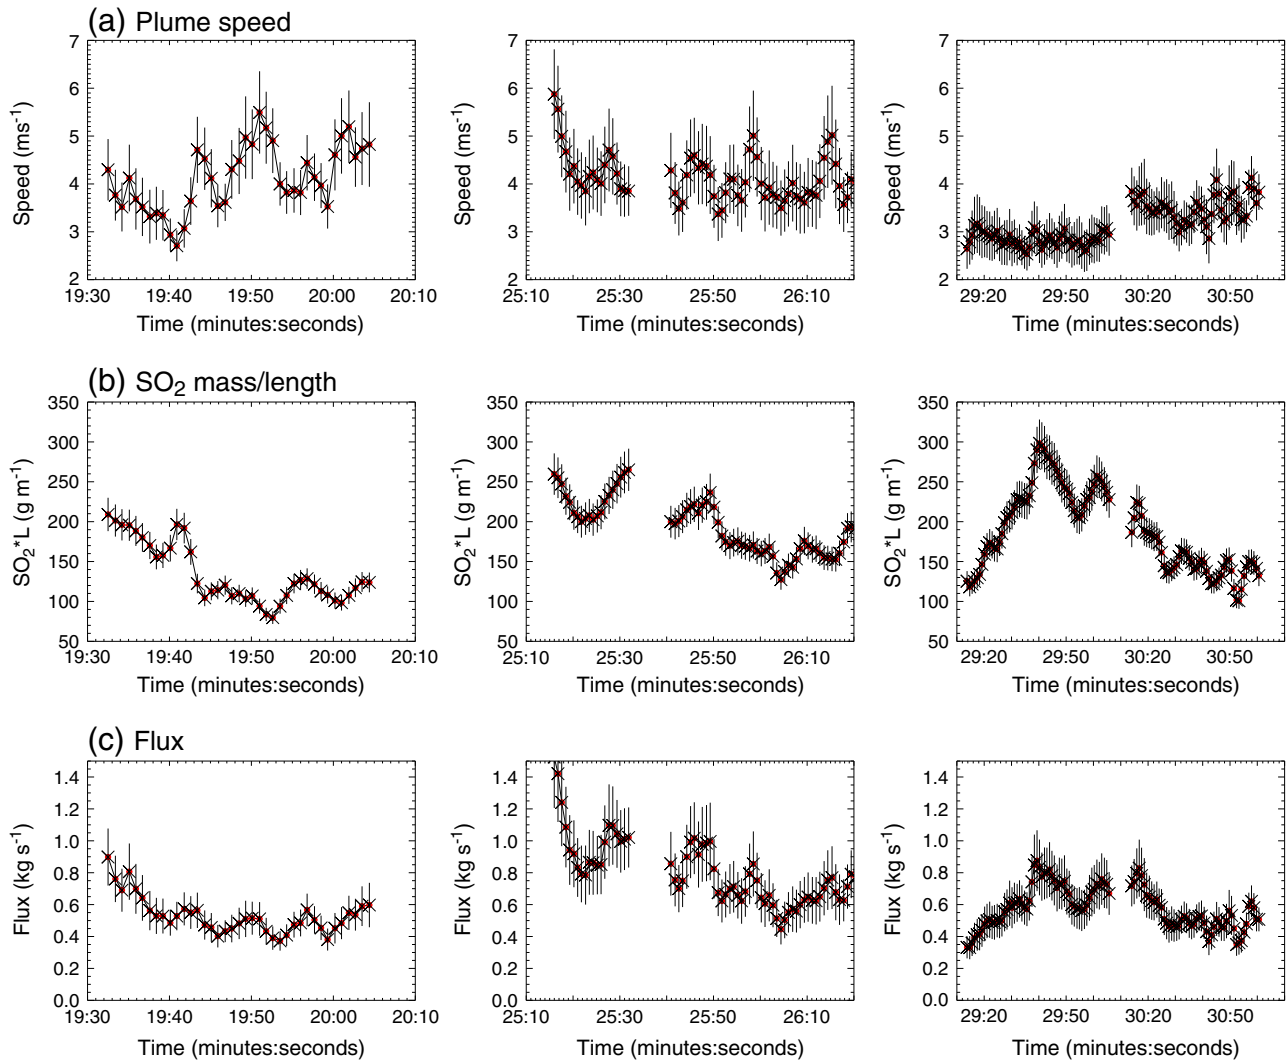 (a) Plume speed
7
6
5
4
3
2
Speed (ms-1)
19:30 19:40 19:50 20:00 20:10
Time (minutes:seconds)
7
6
5
4
3
2
Speed (ms-1)
25:10 25:30 25:50 26:10
Time (minutes:seconds)
7
6
5
4
3
2
Speed (ms-1)
29:20 29:50 30:20 30:50
Time (minutes:seconds)
(b) SO2 mass/length
350
300
250
200
150
100
50
SO2*L (g m-1)
19:30 19:40 19:50 20:00 20:10
Time (minutes:seconds)
350
300
250
200
150
100
50
SO2*L (g m-1)
25:10 25:30 25:50 26:10
Time (minutes:seconds)
350
300
250
200
150
100
50
SO2*L (g m-1)
29:20 29:50 30:20 30:50
Time (minutes:seconds)
(c) Flux
1.4
1.2
1.0
0.8
0.6
0.4
0.2
0.0
Flux (kg s-1)
19:30 19:40 19:50 20:00 20:10
Time (minutes:seconds)
1.4
1.2
1.0
0.8
0.6
0.4
0.2
0.0
Flux (kg s-1)
25:10 25:30 25:50 26:10
Time (minutes:seconds)
1.4
1.2
1.0
0.8
0.6
0.4
0.2
0.0
Flux (kg s-1)
29:20 29:50 30:20 30:50
Time (minutes:seconds)